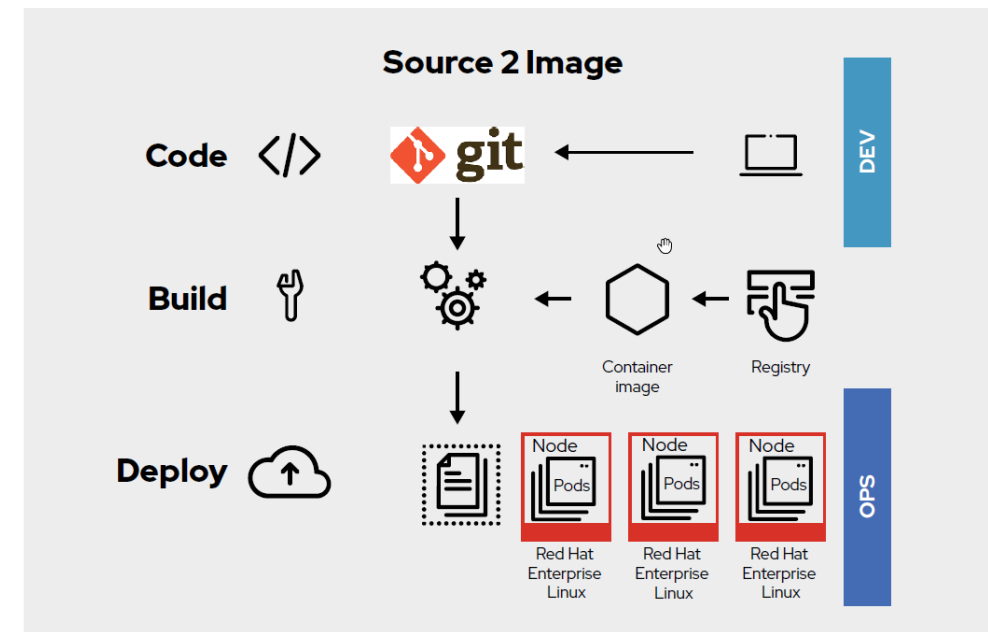 Source 2 Image
Code
git
DEV
Build
Container
image
Registry
Deploy
Node
Pods
Red Hat
Enterprise
Linux
Node
Pods
Red Hat
Enterprise
Linux
Node
Pods
Red Hat
Enterprise
Linux
OPS